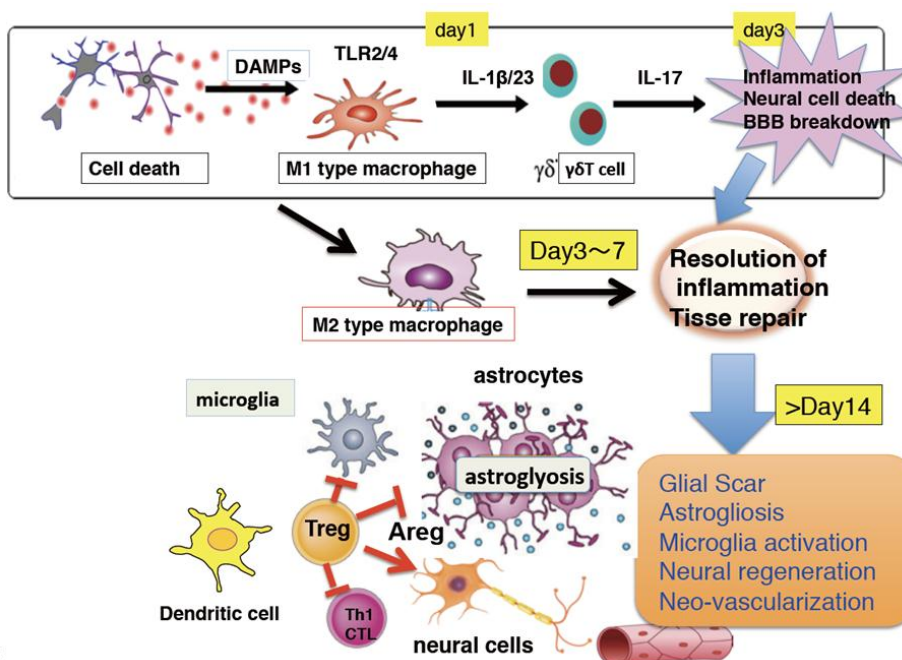 day1
day3
DAMPs
TLR2/4
IL-1β/23
IL-17
Inflammation
Neural cell death
BBB breakdown
Cell death
M1 type macrophage
γδ
γδT cell
Day3～7
Resolution of
inflammation
Tisse repair
M2 type macrophage
>Day14
astrocytes
microglia
astroglyosis
Treg
Areg
Dendritic cell
Th1
CTL
neural cells
Glial Scar
Astrogliosis
Microglia activation
Neural regeneration
Neo-vascularization